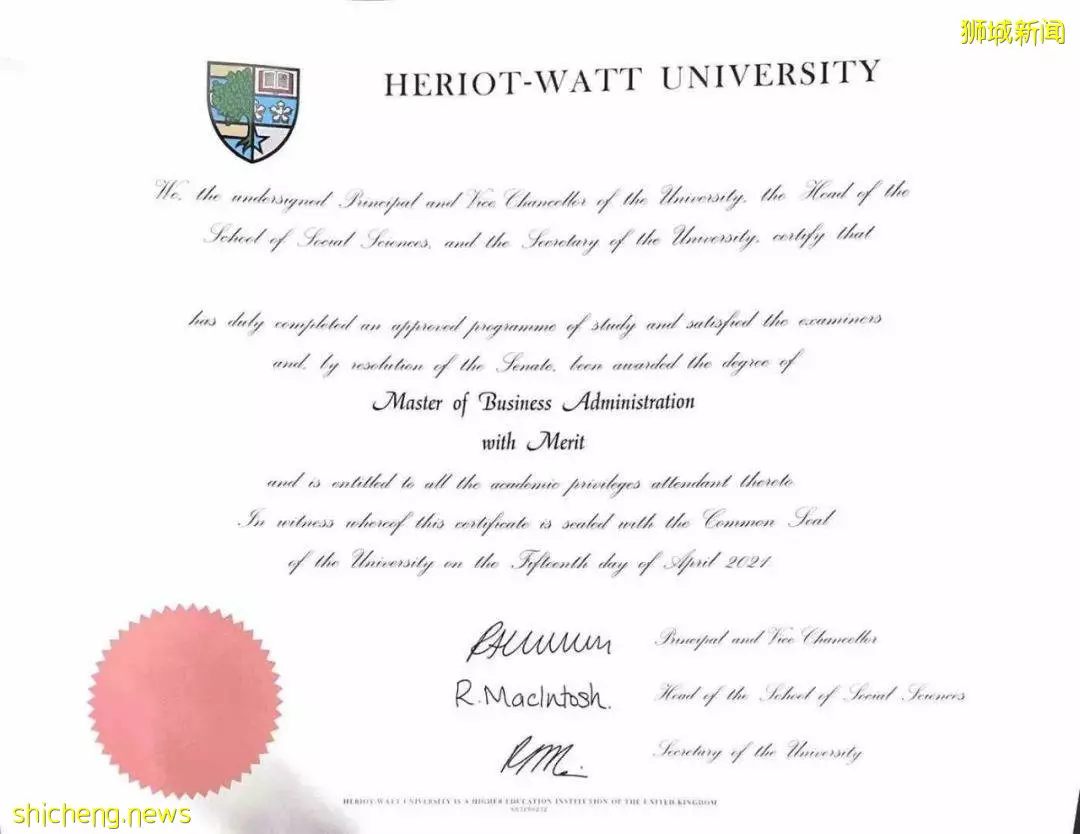 狮城新闻
HERIOT-WATT UNIVERSITY
We, the undersigned Principal and Vice Chancellor of the University, the Head of the
School of Social Sciences, and the Secretary of the University, certify that
has duly completed an approved programme of study and satisfied the examiners
and, by resolution of the Senate, been awarded the degree of
Master of Business Administration
with Merit
and is entitled to all the academic privileges attendant thereto
In witness whereof this certificate is sealed with the Common Seal
of the University on the Fifteenth day of April 2021
Principal and Vice Chancellor
R. MacIntosh.
Head of the School of Social Sciences
Secretary of the University
HERIOT-WATT UNIVERSITY IS A HIGHER EDUCATION INSTITUTION OF THE UNITED KINGDOM
shicheng.news